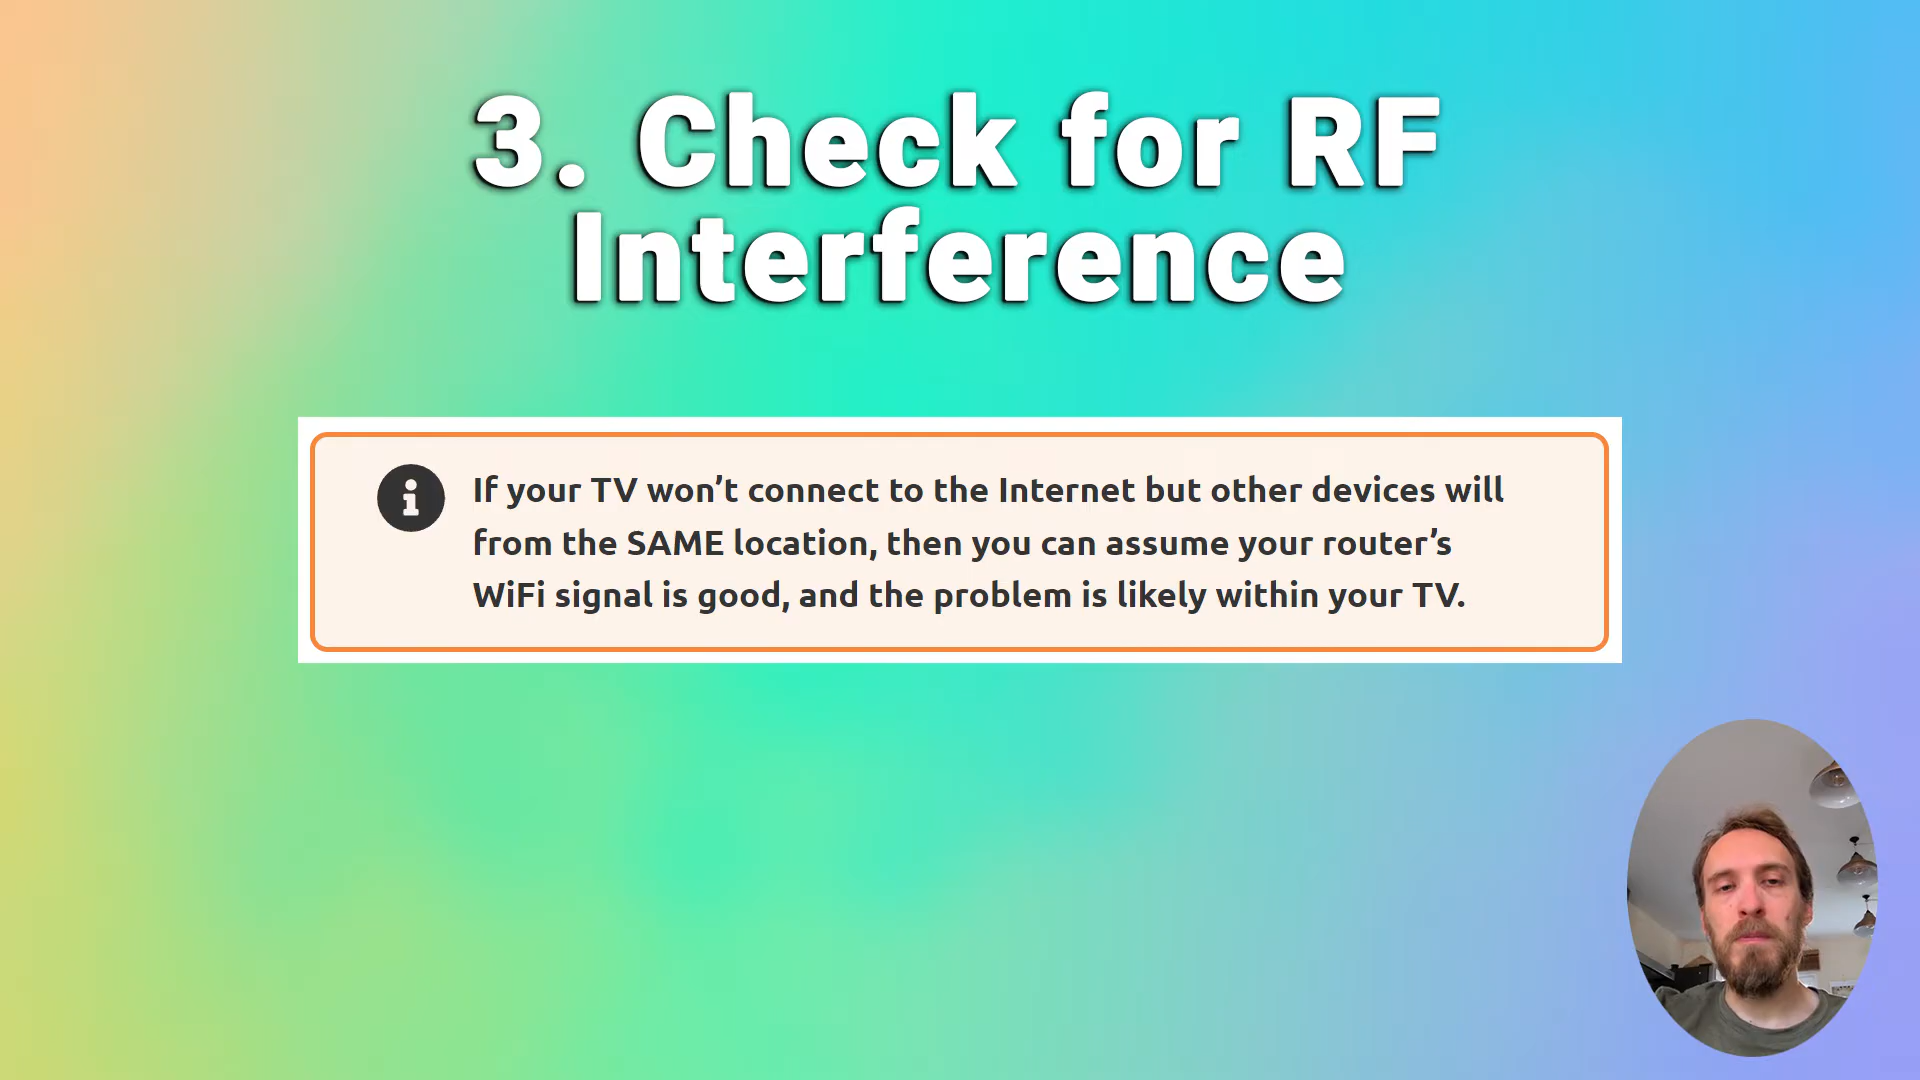 3. Check for RF
Interference
If your TV won’t connect to the Internet but other devices will
from the SAME location, then you can assume your router’s
WiFi signal is good, and the problem is likely within your TV.